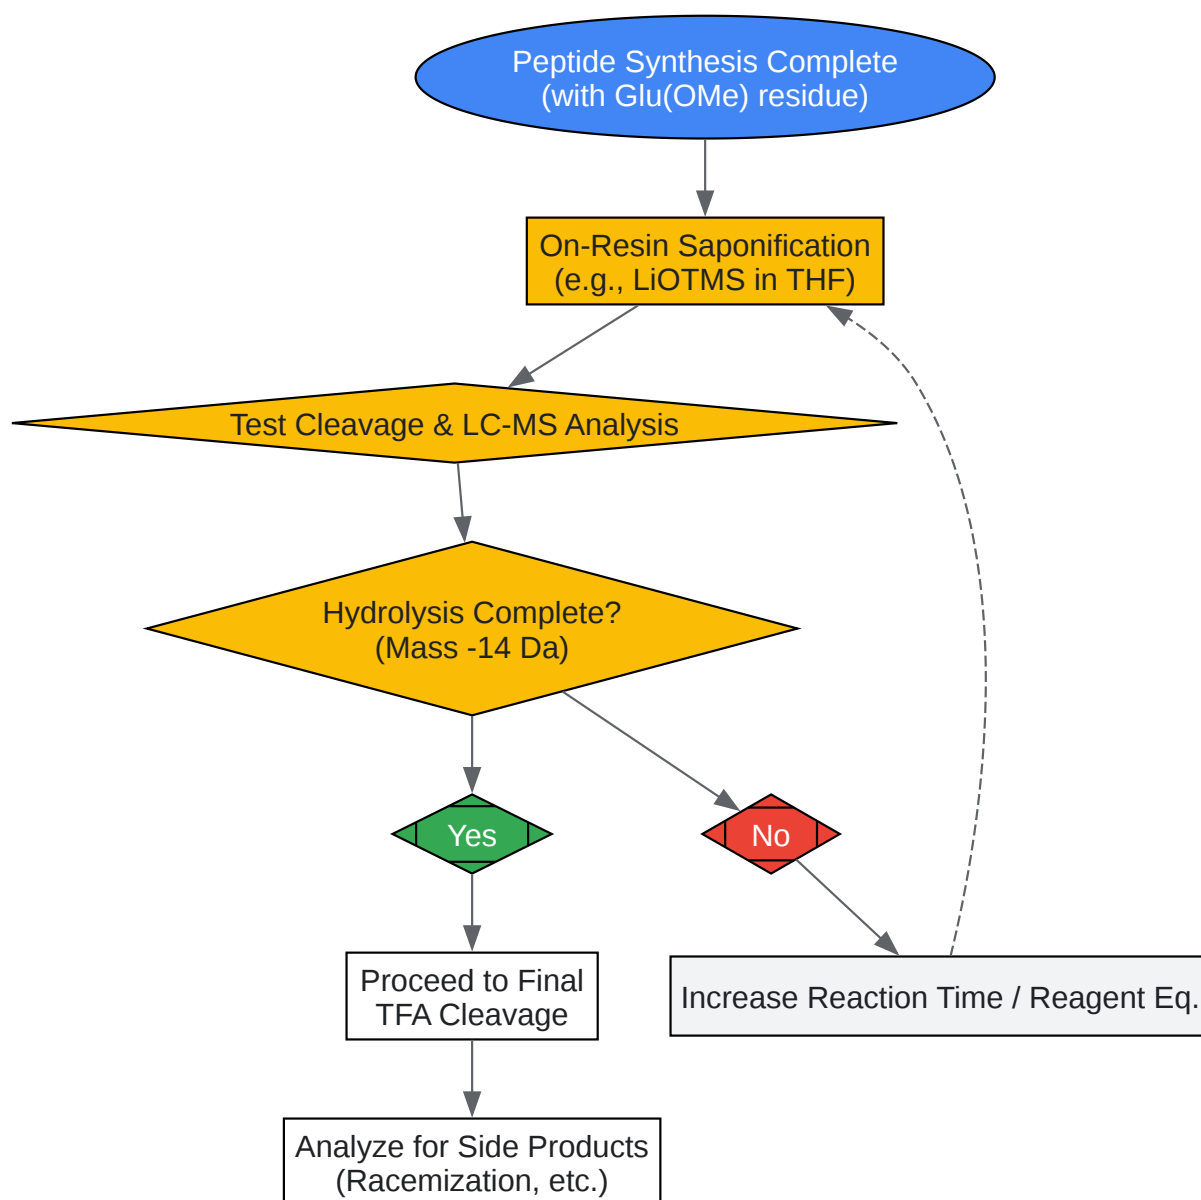 Peptide Synthesis Complete
(with Glu(OMe) residue)
On-Resin Saponification
(e.g., LiOTMS in THF)
Test Cleavage & LC-MS Analysis
Hydrolysis Complete?
(Mass -14 Da)
Yes
No
Proceed to Final
TFA Cleavage
Increase Reaction Time / Reagent Eq.
Analyze for Side Products
(Racemization, etc.)